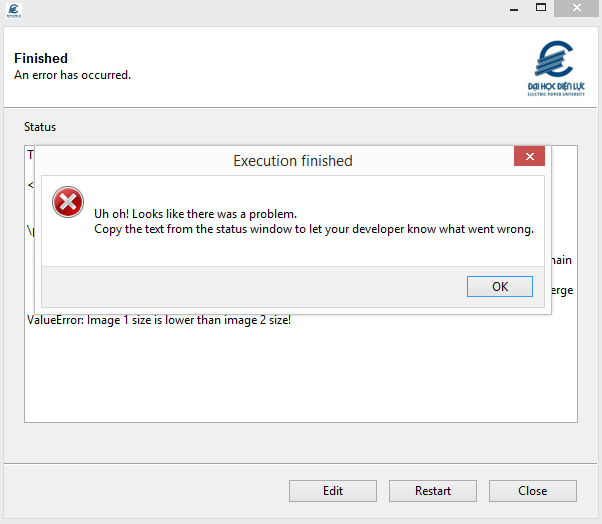 Finished
An error has occurred.
ĐẠI HỌC ĐIỆN LỰC
ELECTRIC POWER UNIVERSITY
Status
T
Execution finished
<
Uh oh! Looks like there was a problem.
Copy the text from the status window to let your developer know what went wrong.
\p
ain
OK
erge
ValueError: Image 1 size is lower than image 2 size!
Edit
Restart
Close